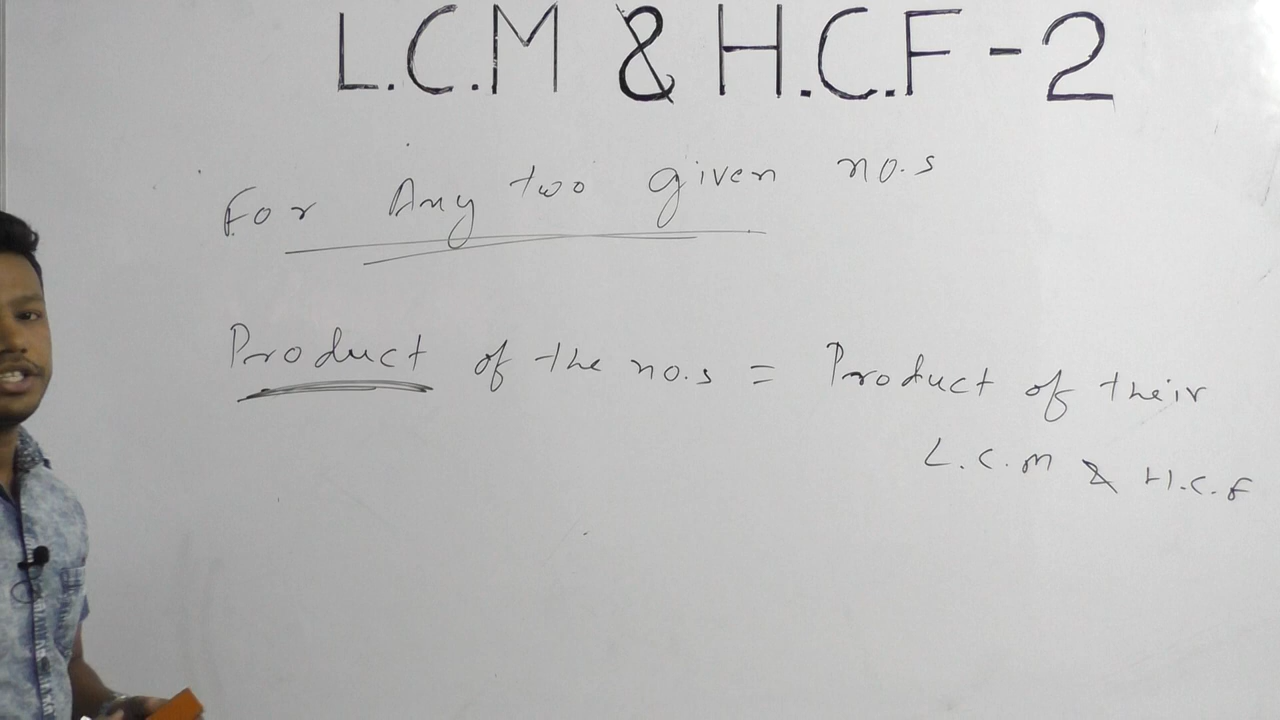 L.C.M & H.C.F - 2
For Any two given no.s
Product of the no.s = Product of their
L.C.M & H.C.F